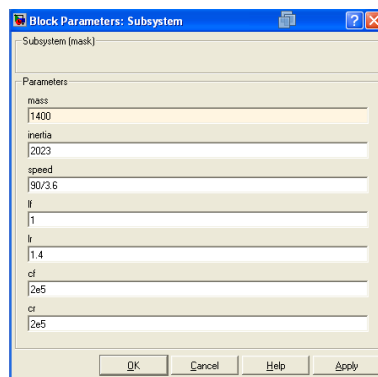 Block Parameters: Subsystem
Subsystem (mask)
Parameters
mass
1400
inertia
2023
speed
90/3.6
lf
1
lr
1.4
cf
2e5
cr
2e5
OK Cancel Help Apply